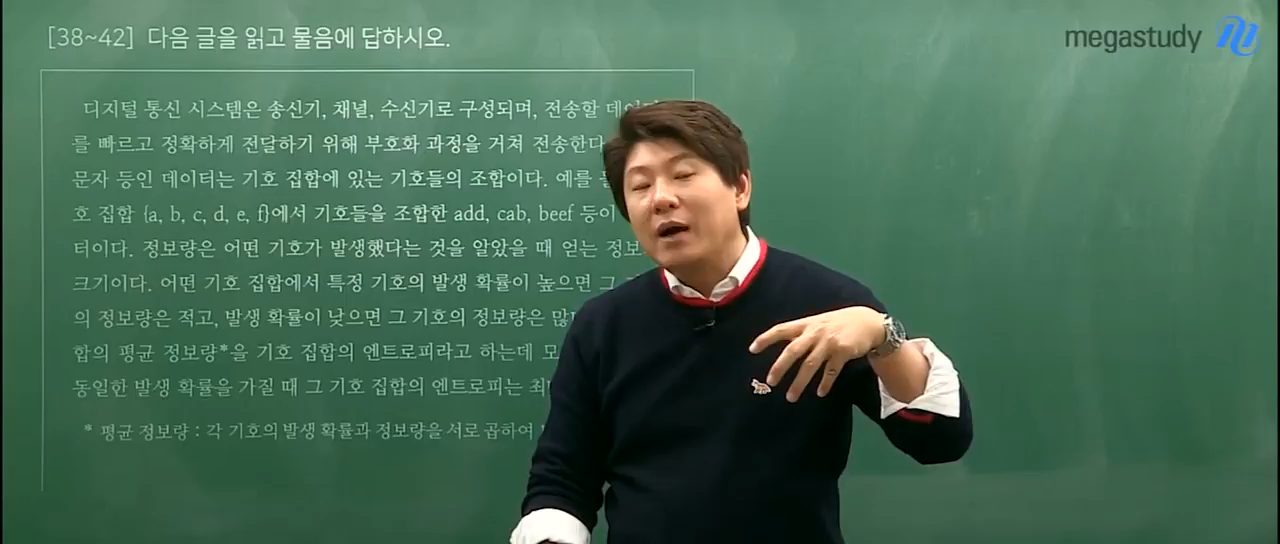 [38~42] 다음 글을 읽고 물음에 답하시오.
megastudy
디지털 통신 시스템은 송신기, 채널, 수신기로 구성되며, 전송할
를 빠르고 정확하게 전달하기 위해 부호화 과정을 거쳐 전송한다
문자 등인 데이터는 기호 집합에 있는 기호들의 조합이다. 예를
호 집합 {a, b, c, d, e, f}에서 기호들을 조합한 add, cab, beef 등이
터이다. 정보량은 어떤 기호가 발생했다는 것을 알았을 때 얻는 정보
크기이다. 어떤 기호 집합에서 특정 기호의 발생 확률이 높으면 그
의 정보량은 적고, 발생 확률이 낮으면 그 기호의 정보량은
합의 평균 정보량*을 기호 집합의 엔트로피라고 하는데
동일한 발생 확률을 가질 때 그 기호 집합의 엔트로피는
* 평균 정보량 : 각 기호의 발생 확률과 정보량을 서로 곱하여